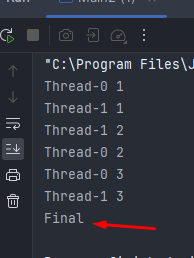 "C:\Program Files\J
Thread-0 1
Thread-1 1
Thread-1 2
Thread-0 2
Thread-0 3
Thread-1 3
Final